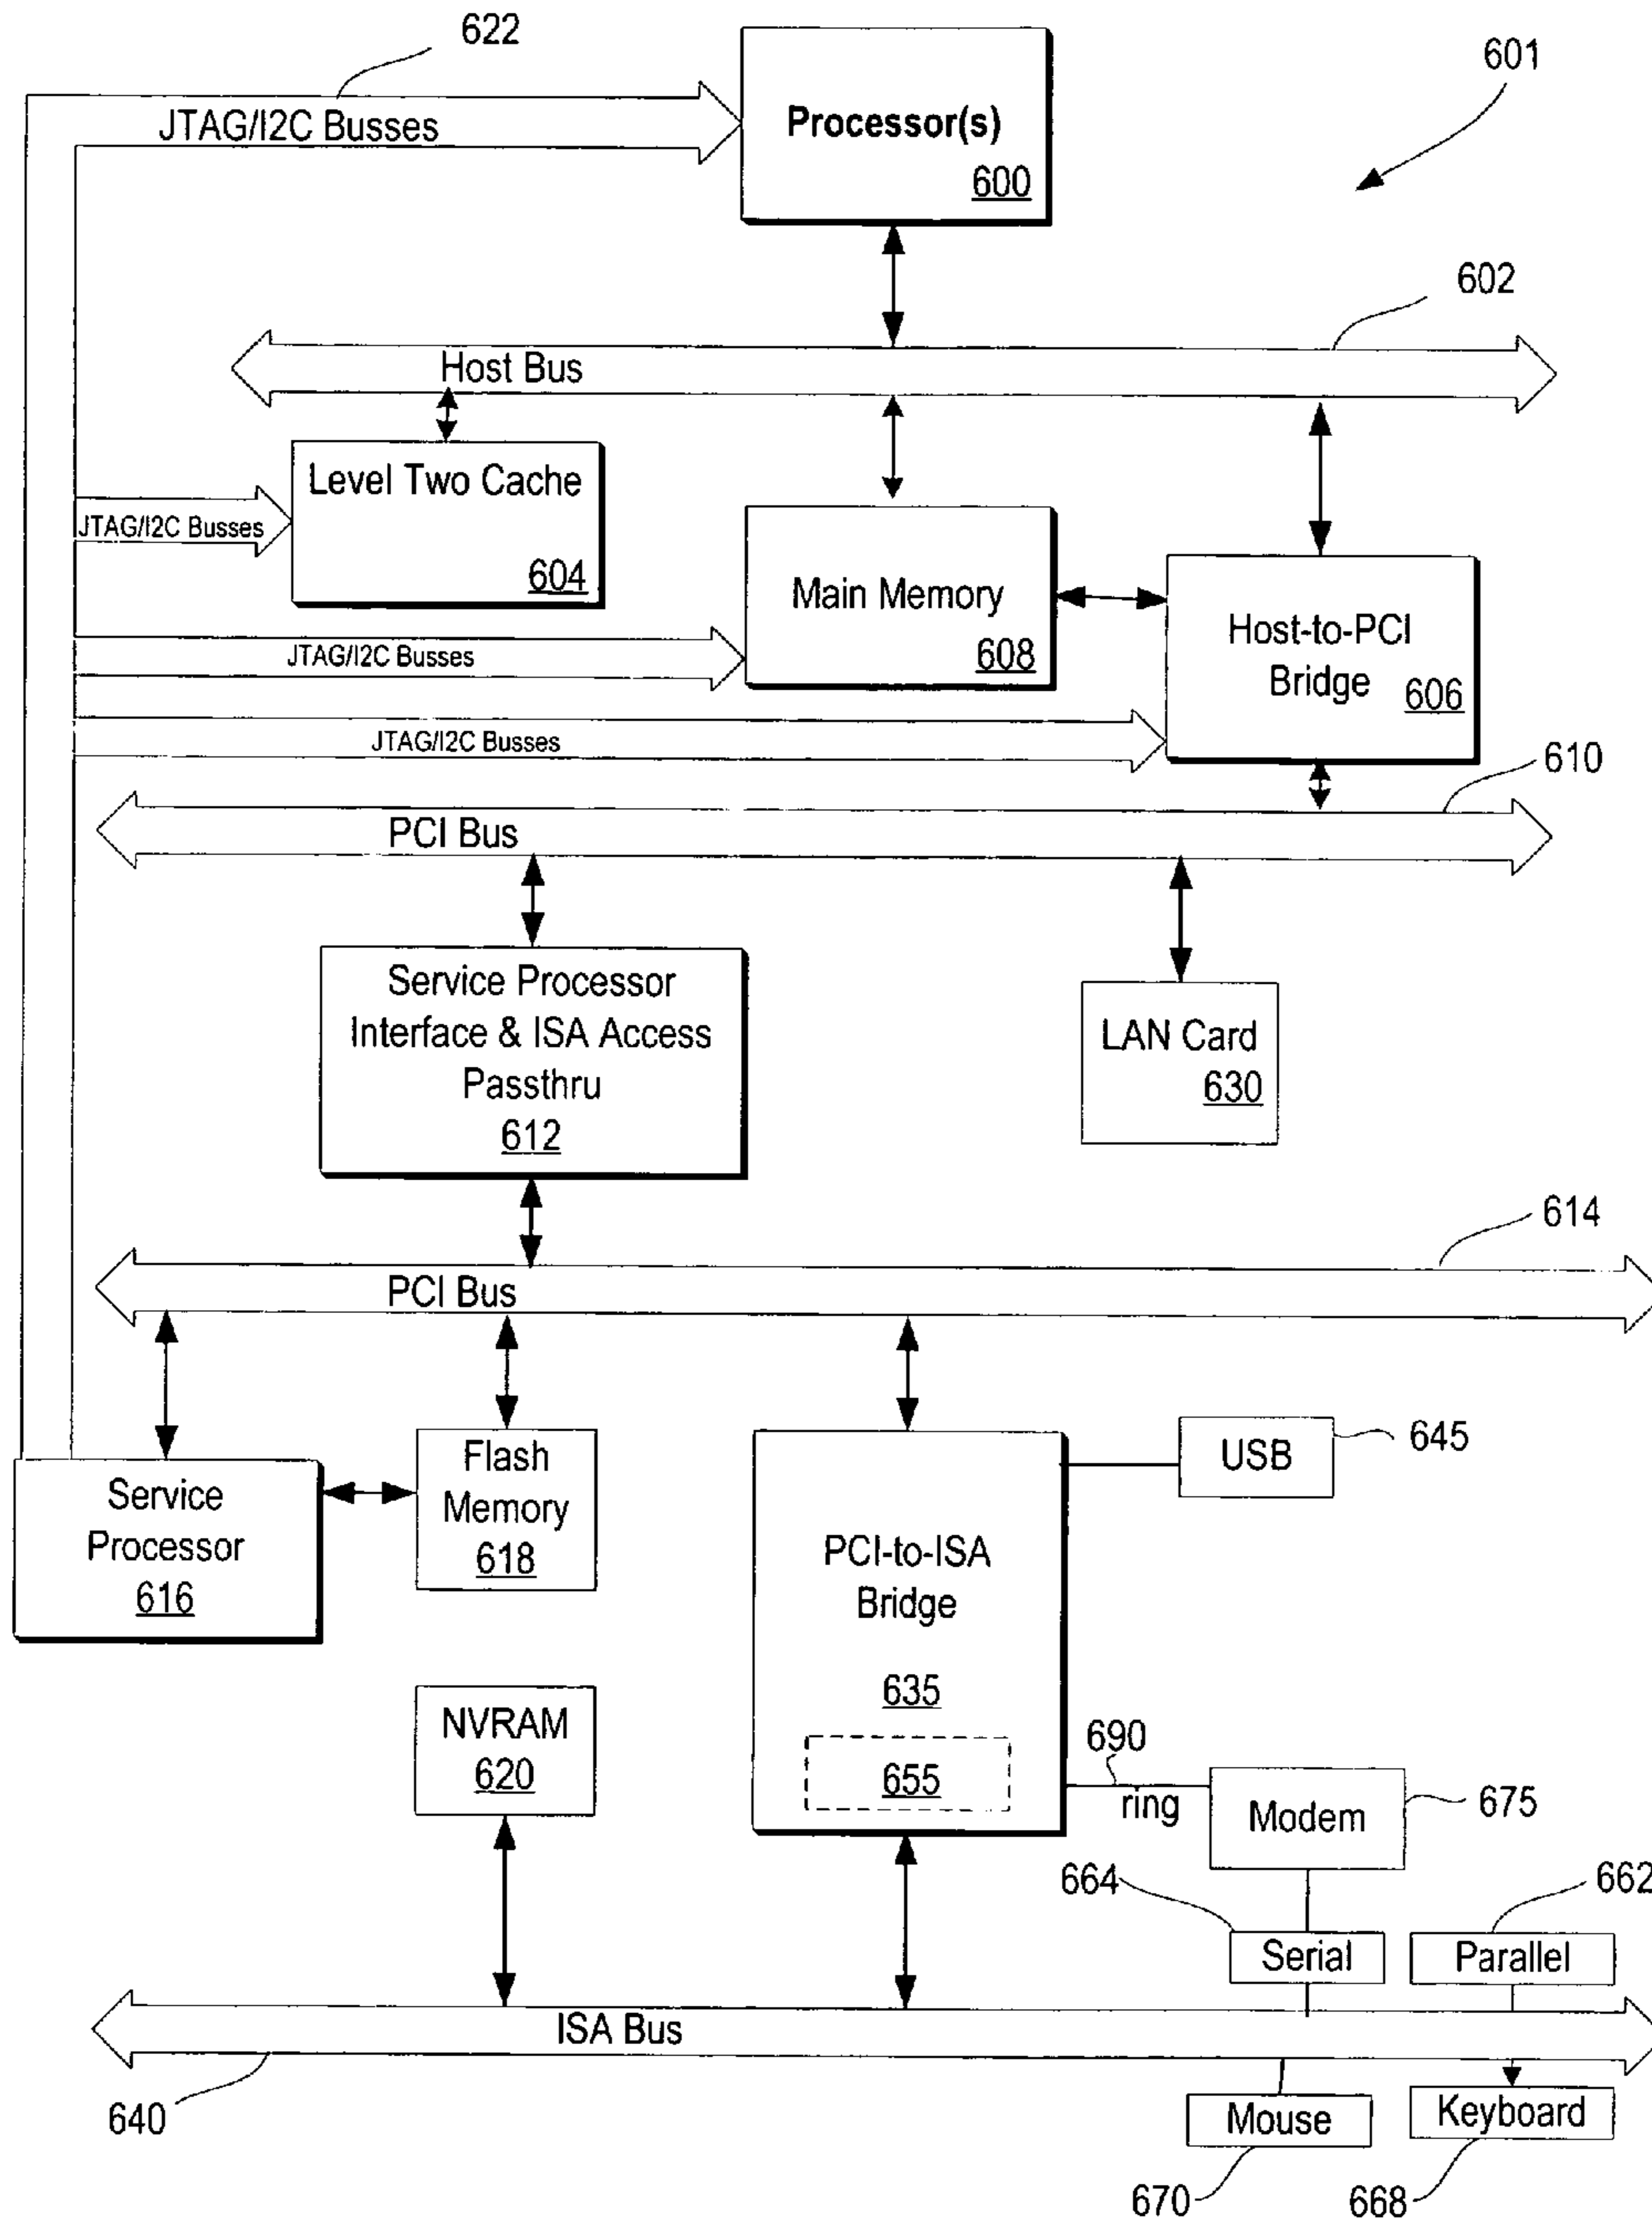 622
601
JTAG/I2C Busses
Processor(s)
600
602
Host Bus
Level Two Cache
604
JTAG/I2C Busses
Main Memory
608
Host-to-PCI
Bridge
606
JTAG/I2C Busses
JTAG/I2C Busses
610
PCI Bus
Service Processor
Interface & ISA Access
Passthru
612
LAN Card
630
614
PCI Bus
Service
Processor
616
Flash
Memory
618
PCI-to-ISA
Bridge
635
655
USB
645
NVRAM
620
690
ring
Modem
675
664
662
Serial
Parallel
ISA Bus
640
Mouse
Keyboard
670
668